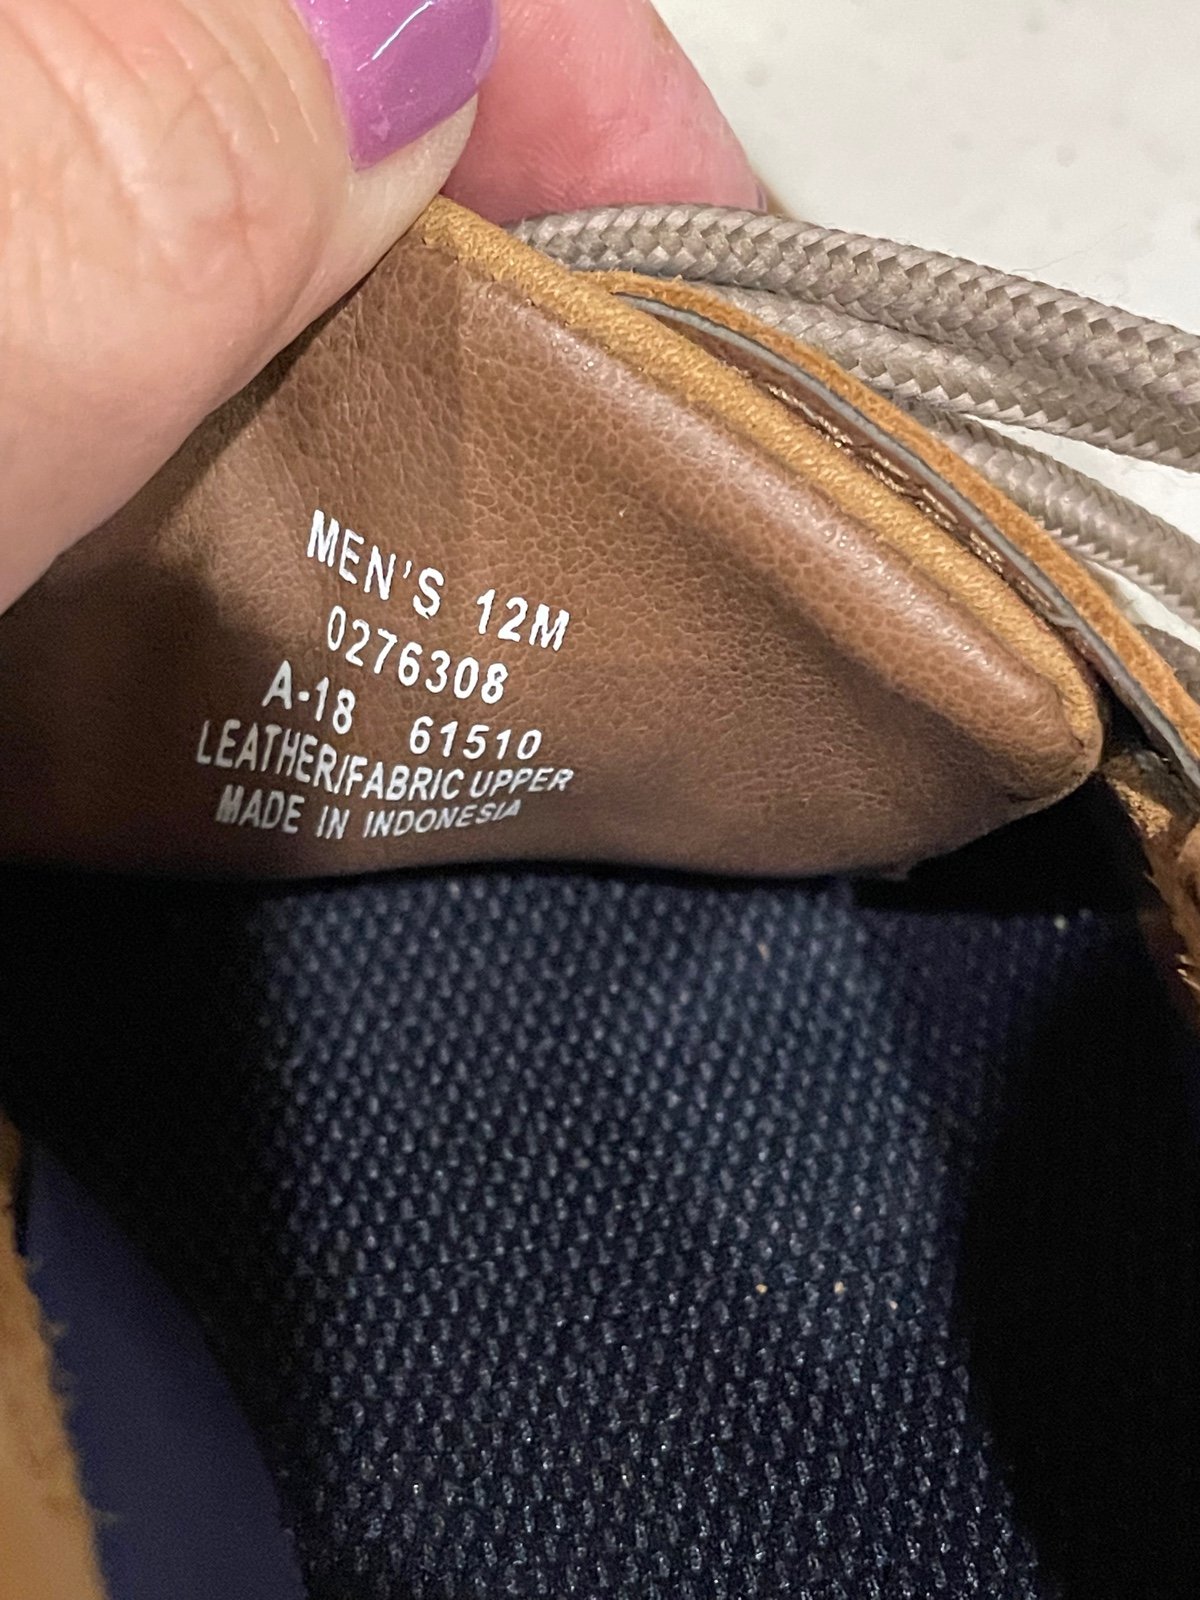 MEN'S 12M
0276308
A-18 61510
LEATHER/FABRIC UPPER
MADE IN INDONESIA